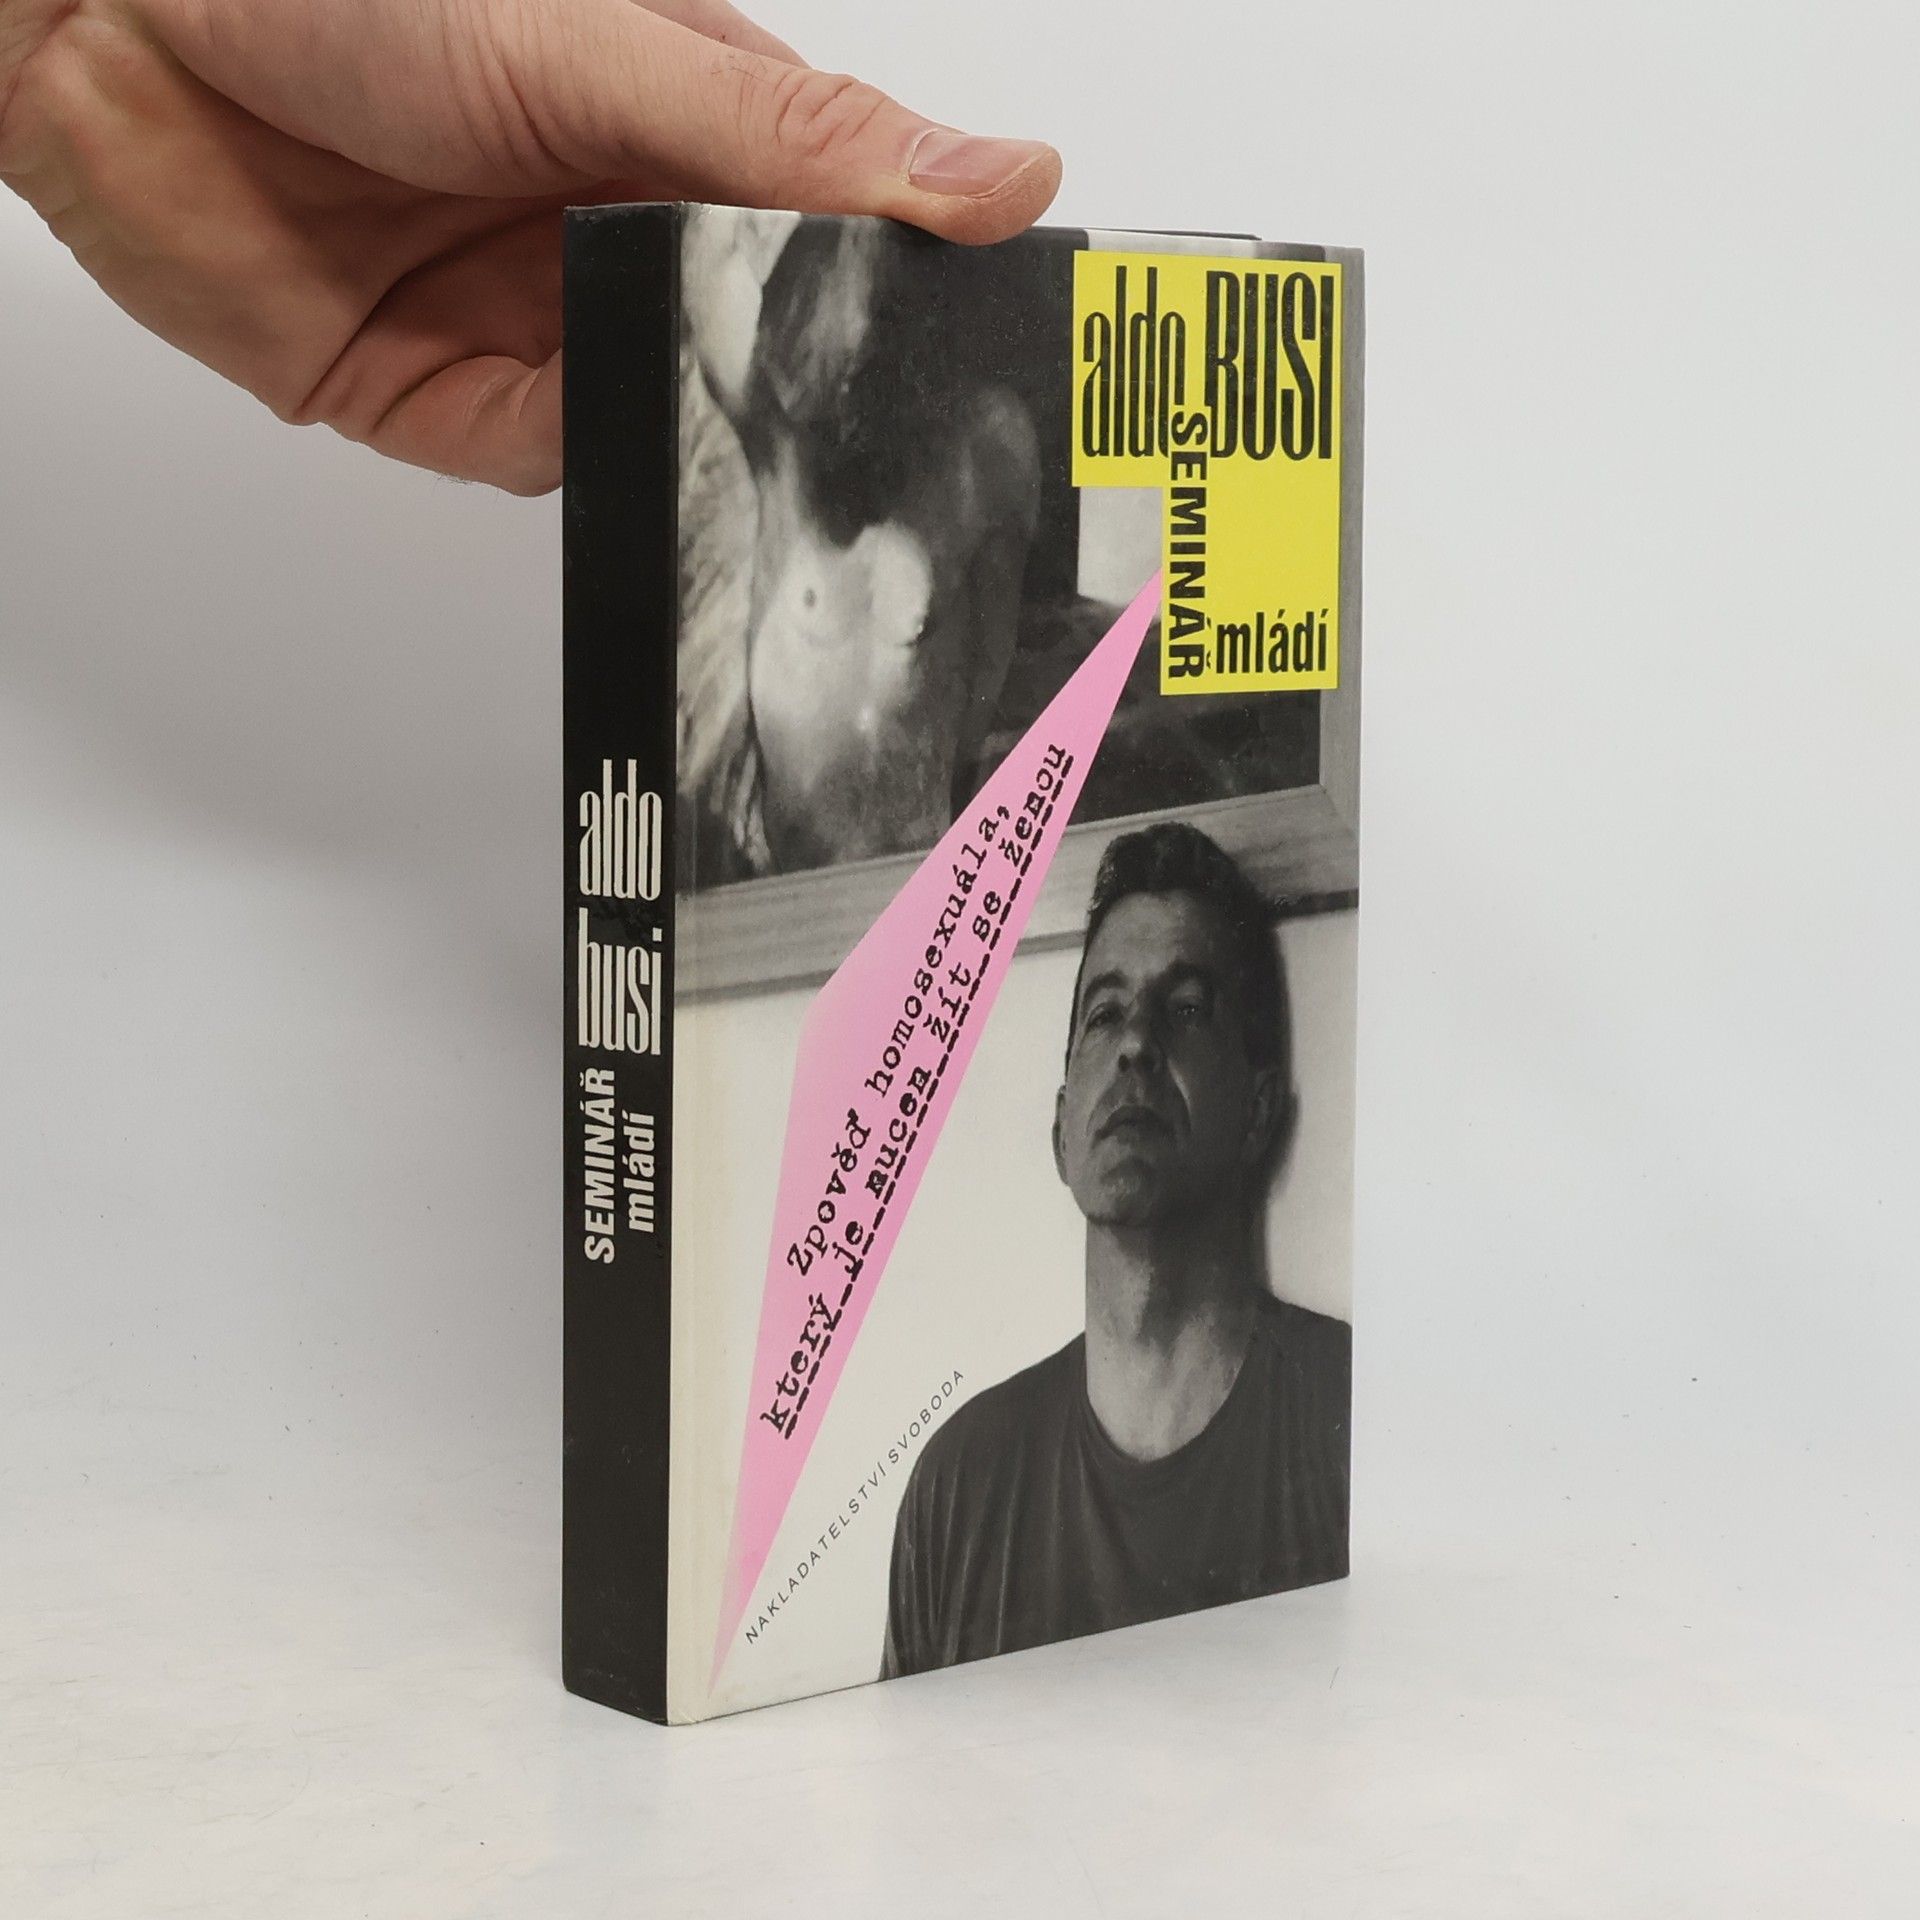 aldo BUSI
SEMINÁŘ
mládí
Zpověď homosexuála,
který je nucen žít se ženou
NAKLADATELSTVÍ SVOBODA
aldo busi
SEMINÁŘ
mládí